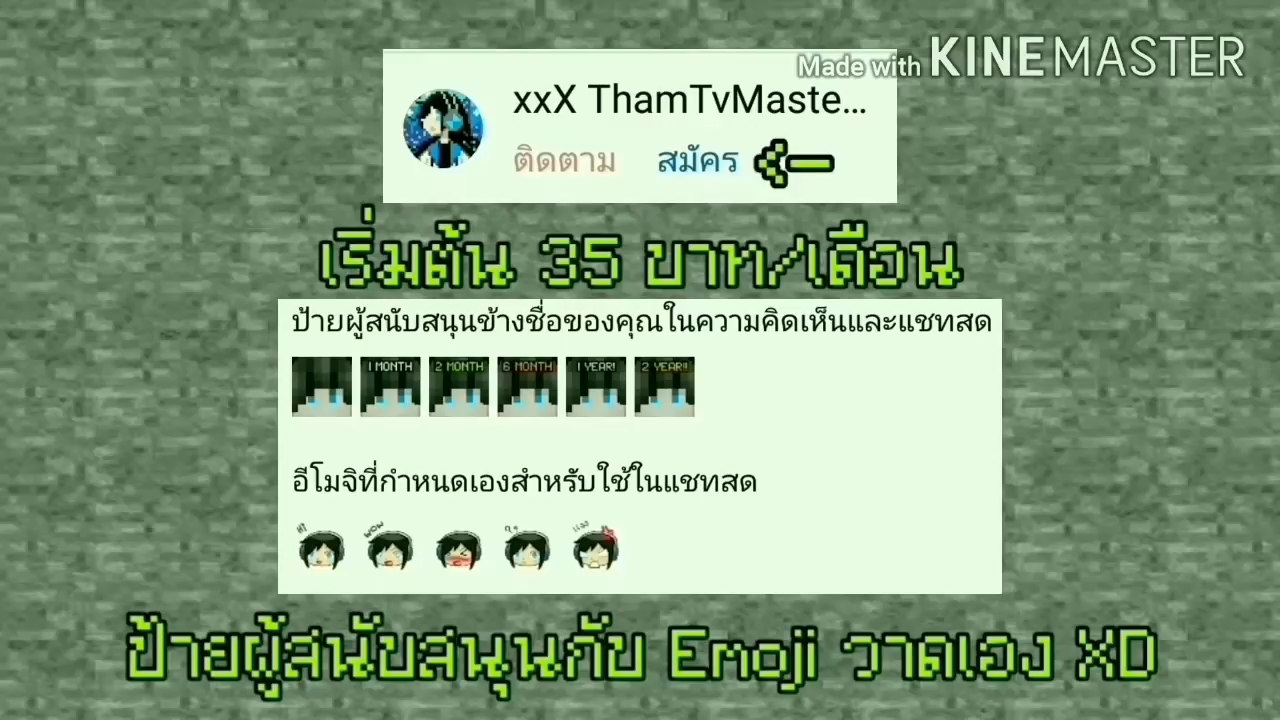 Made with KINEMASTER
xxX ThamTvMaste...
ติดตาม สมัคร
เริ่มต้น 35 บาท/เดือน
ป้ายผู้สนับสนุนข้างชื่อของคุณในความคิดเห็นและแชทสด
1 MONTH 2 MONTH 6 MONTH 1 YEAR! 2 YEAR!!
อีโมจิที่กำหนดเองสำหรับใช้ในแชทสด
WOW
ป้ายผู้สนับสนุนกับ Emoji วาดเอง XD